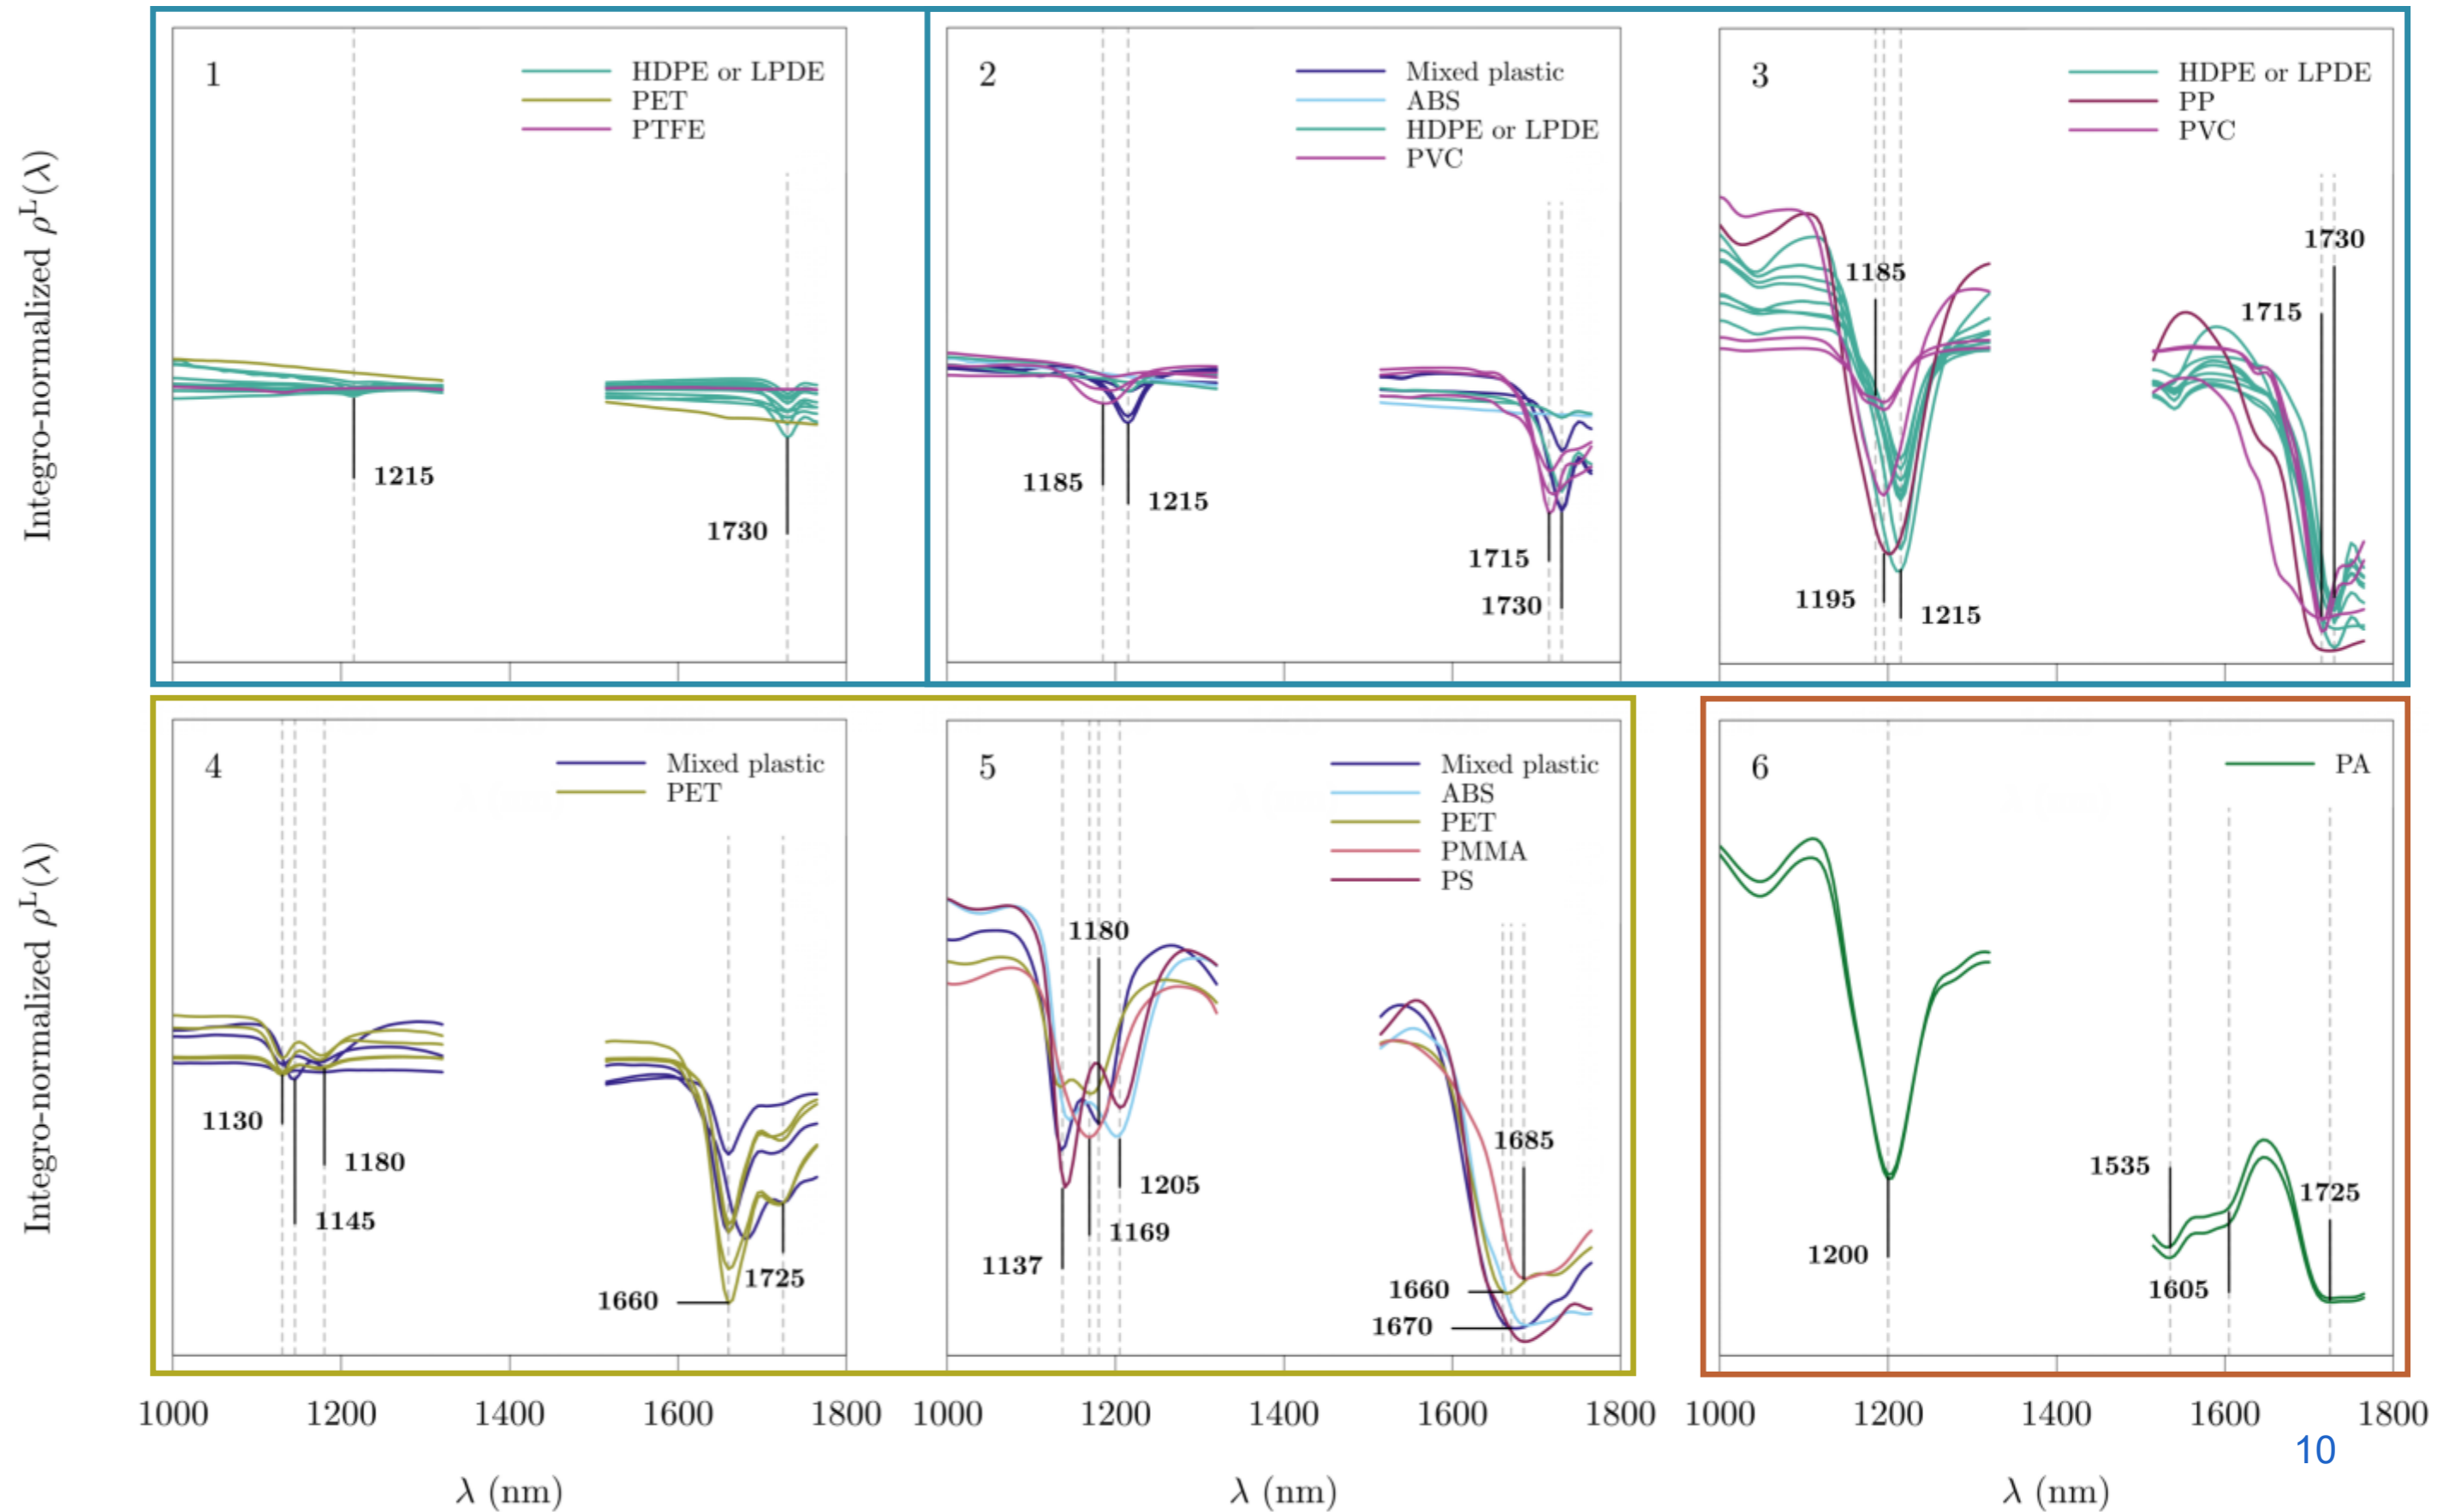 Integro-normalized ρᴸ(λ)
1
HDPE or LPDE
PET
PTFE
1215
1730
2
Mixed plastic
ABS
HDPE or LPDE
PVC
1185
1215
1715
1730
3
HDPE or LPDE
PP
PVC
1730
1185
1715
1195
1215
Integro-normalized ρᴸ(λ)
4
Mixed plastic
PET
1130
1180
1145
1725
1660
5
Mixed plastic
ABS
PET
PMMA
PS
1180
1685
1205
1169
1137
1660
1670
6
PA
1535
1725
1200
1605
1000 1200 1400 1600 1800
1000 1200 1400 1600 1800
1000 1200 1400 1600 1800
10
λ (nm)
λ (nm)
λ (nm)